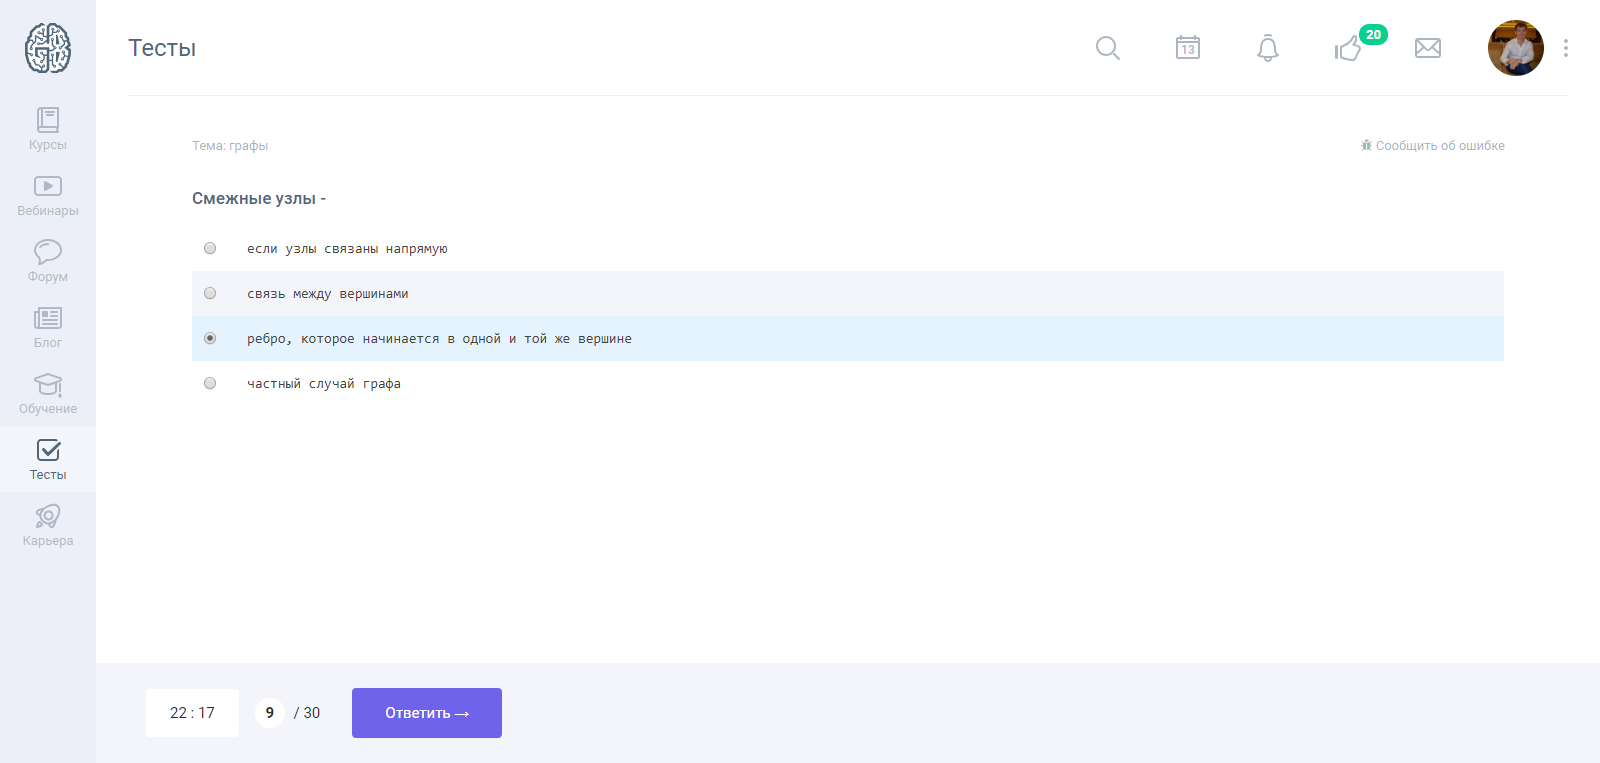 Тесты
13
20
Курсы
Вебинары
Форум
Блог
Обучение
Тесты
Карьера
Тема: графы
Сообщить об ошибке
Смежные узлы -
если узлы связаны напрямую
связь между вершинами
ребро, которое начинается в одной и той же вершине
частный случай графа
22 : 17
9 / 30
Ответить →